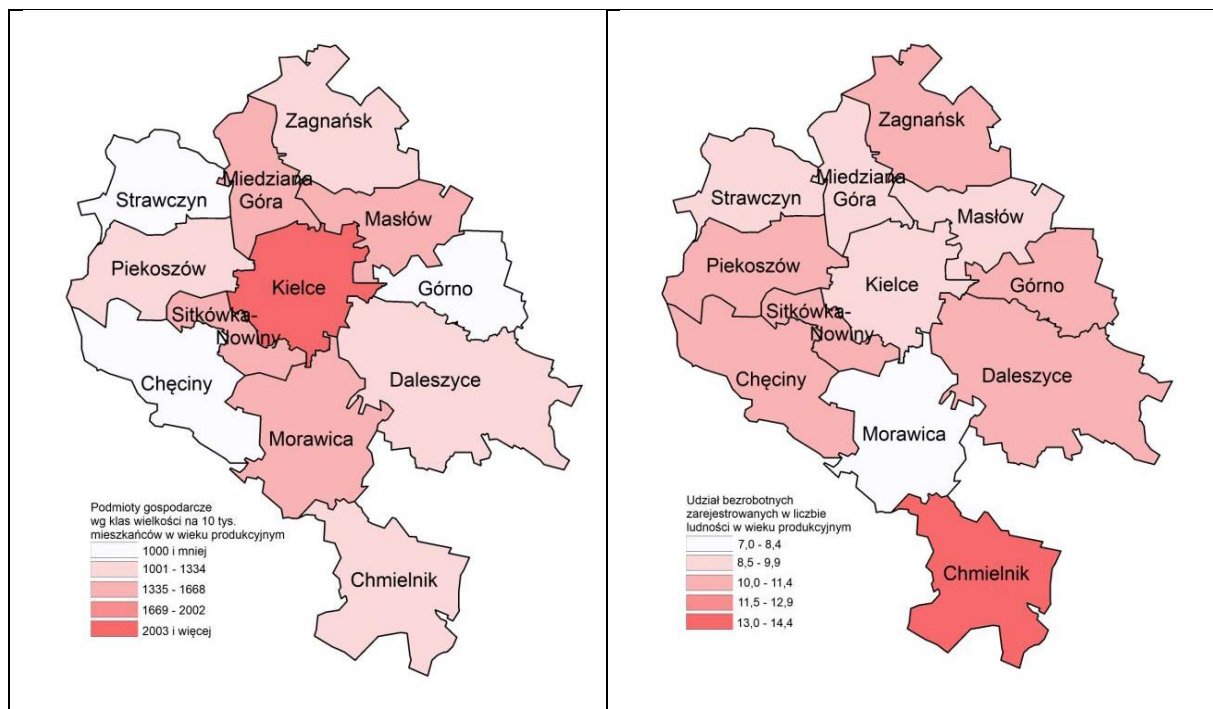 Zagnańsk
Miedziana
Góra
Strawczyn
Masłów
Piekoszów
Kielce
Górno
Sitkówka-
Nowiny
Chęciny
Daleszyce
Morawica
Chmielnik
Podmioty gospodarcze
wg klas wielkości na 10 tys.
mieszkańców w wieku produkcyjnym
1000 i mniej
1001 - 1334
1335 - 1668
1669 - 2002
2003 i więcej
Zagnańsk
Miedziana
Góra
Strawczyn
Masłów
Piekoszów
Kielce
Górno
Sitkówka-
Nowiny
Chęciny
Daleszyce
Morawica
Chmielnik
Udział bezrobotnych
zarejestrowanych w liczbie
ludności w wieku produkcyjnym
7,0 - 8,4
8,5 - 9,9
10,0 - 11,4
11,5 - 12,9
13,0 - 14,4